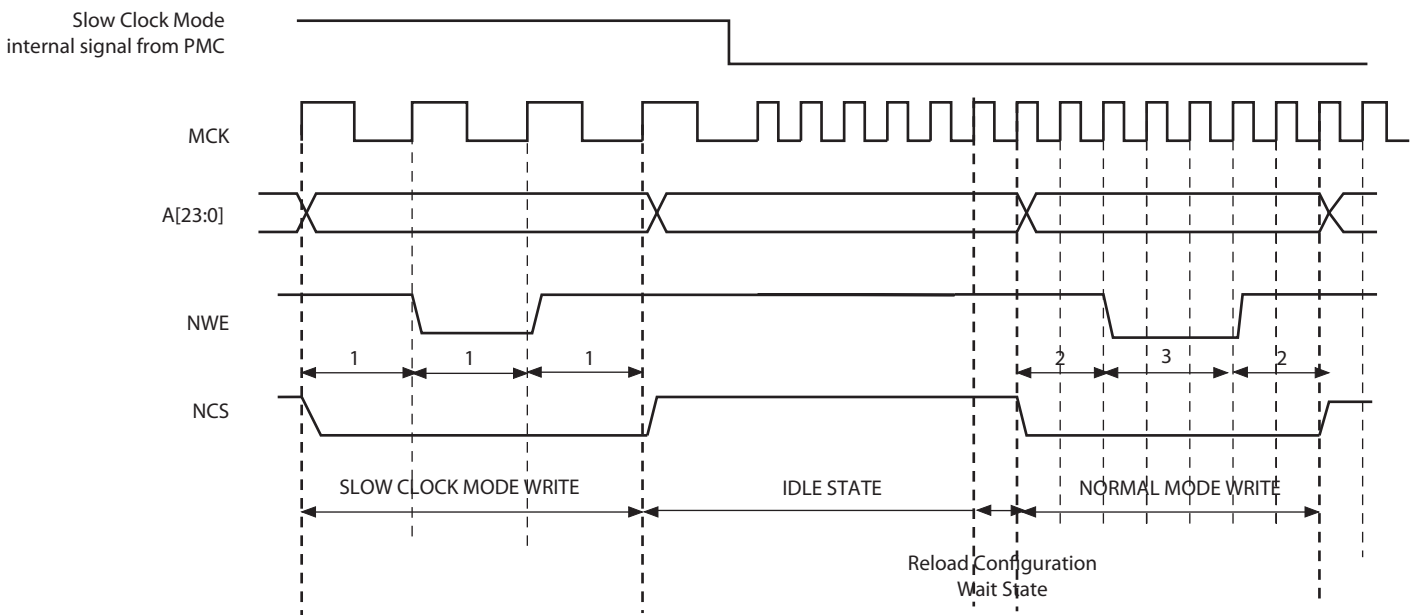 Slow Clock Mode
internal signal from PMC
MCK
A[23:0]
NWE
1 1 1 2 3 2
NCS
SLOW CLOCK MODE WRITE IDLE STATE NORMAL MODE WRITE
Reload Configuration
Wait State